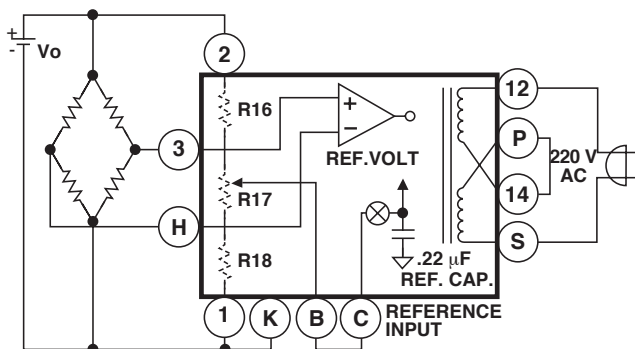 +
-
Vo
2
12
R16
+
-
REF.VOLT
P
3
220 V
AC
R17
14
H
S
R18
.22 µF
REF. CAP.
1
K
B
C
REFERENCE
INPUT